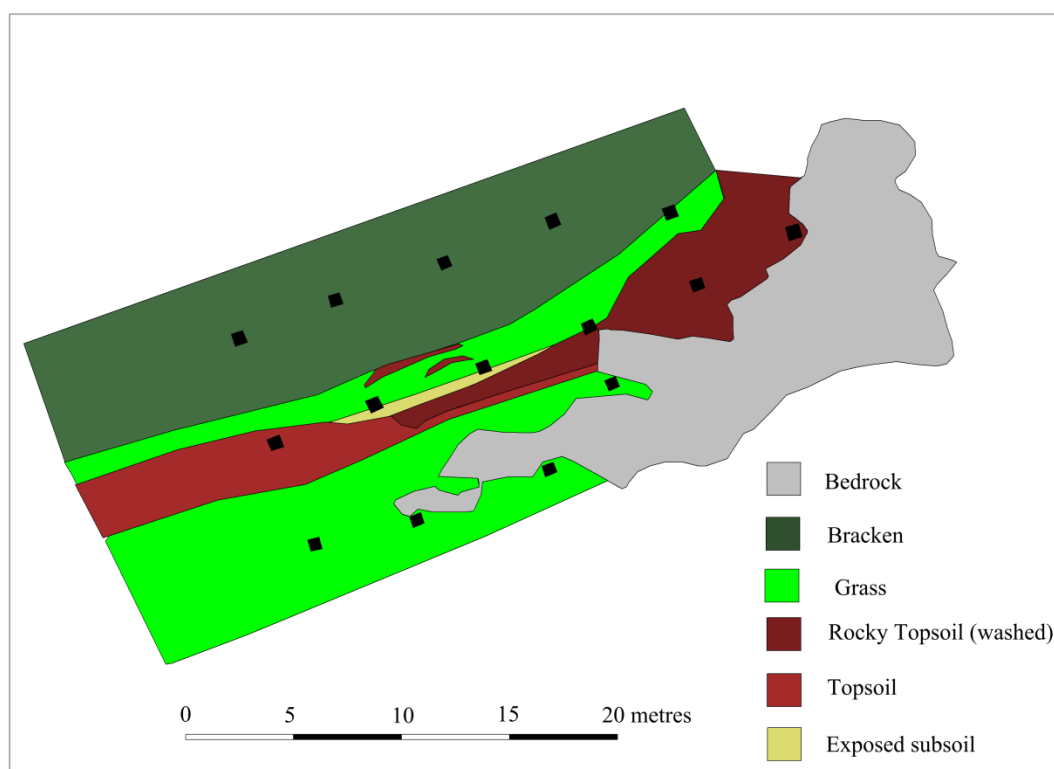 Bedrock
Bracken
Grass
Rocky Topsoil (washed)
Topsoil
Exposed subsoil
0 5 10 15 20 metres